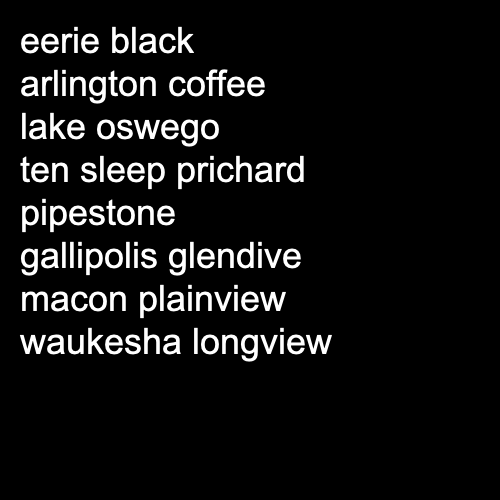 eerie black
arlington coffee
lake oswego
ten sleep prichard
pipestone
gallipolis glendive
macon plainview
waukesha longview